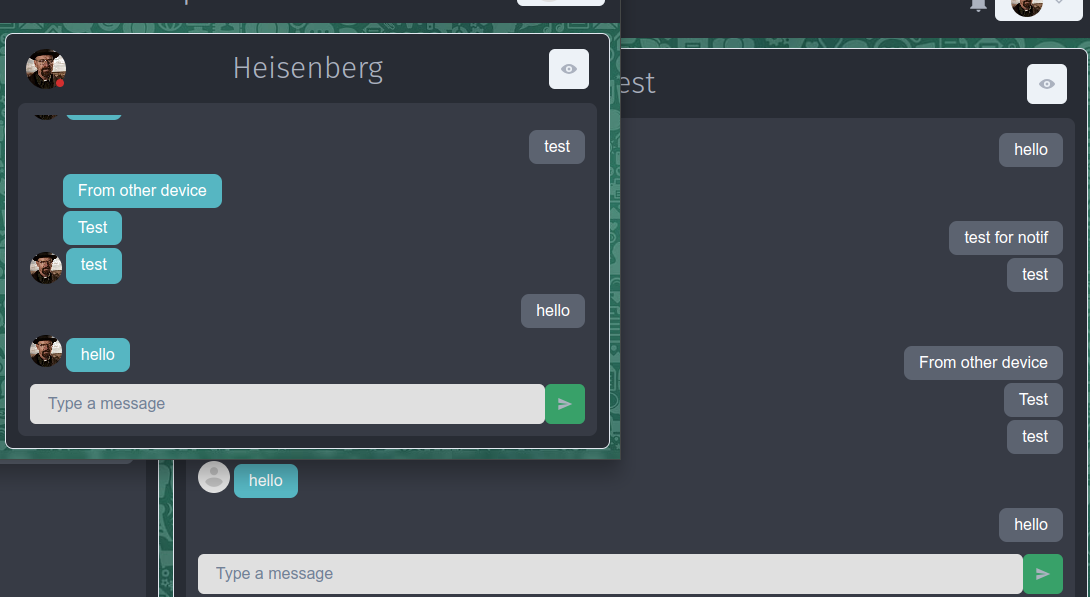 Heisenberg
test
From other device
Test
test
hello
hello
Type a message
est
hello
test for notif
test
From other device
Test
test
hello
hello
Type a message